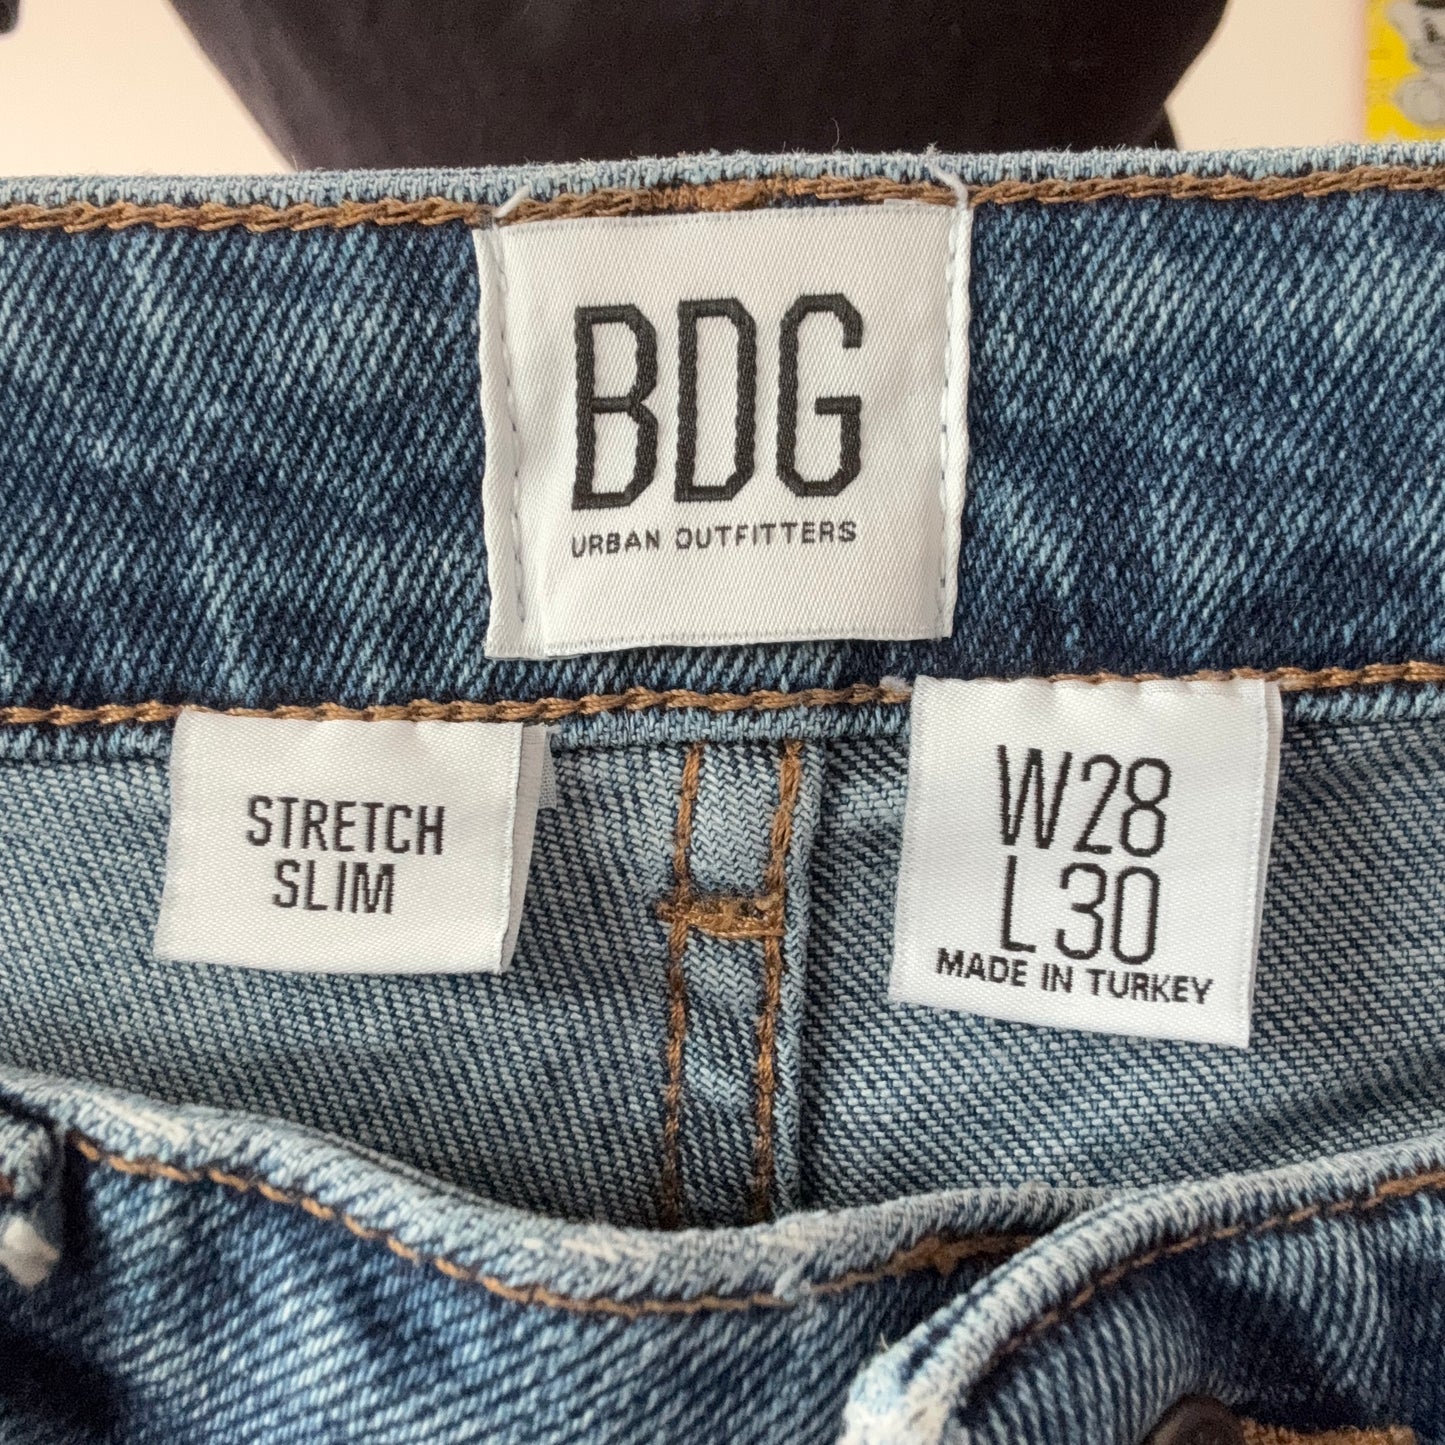 BDG
URBAN OUTFITTERS
STRETCH
SLIM
W28
L30
MADE IN TURKEY